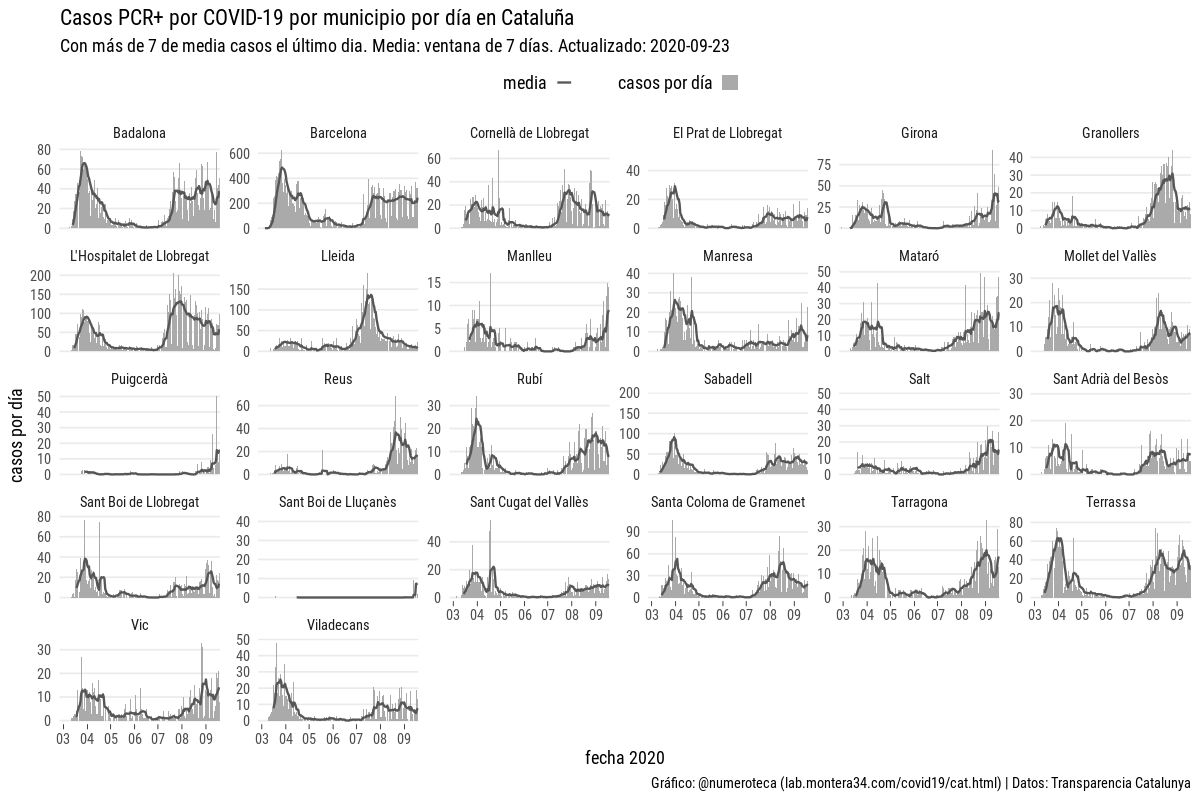 Casos PCR+ por COVID-19 por municipio por día en Cataluña
Con más de 7 de media casos el último dia. Media: ventana de 7 días. Actualizado: 2020-09-23
media casos por día
Badalona Barcelona Cornellà de Llobregat El Prat de Llobregat Girona Granollers
80 60 40 20 0
600 400 200 0
60 40 20 0
40 20 0
75 50 25 0
40 30 20 10 0
L'Hospitalet de Llobregat Lleida Manlleu Manresa Mataró Mollet del Vallès
200 150 100 50 0
150 100 50 0
15 10 5 0
40 30 20 10 0
50 40 30 20 10 0
30 20 10 0
casos por día
Puigcerdà Reus Rubí Sabadell Salt Sant Adrià del Besòs
50 40 30 20 10 0
60 40 20 0
30 20 10 0
200 150 100 50 0
50 40 30 20 10 0
30 20 10 0
Sant Boi de Llobregat Sant Boi de Lluçanès Sant Cugat del Vallès Santa Coloma de Gramenet Tarragona Terrassa
80 60 40 20 0
40 30 20 10 0
40 20 0
90 60 30 0
30 20 10 0
80 60 40 20 0
03 04 05 06 07 08 09
03 04 05 06 07 08 09
03 04 05 06 07 08 09
03 04 05 06 07 08 09
Vic Viladecans
30 20 10 0
50 40 30 20 10 0
03 04 05 06 07 08 09
03 04 05 06 07 08 09
fecha 2020
Gráfico: @numeroteca (lab.montera34.com/covid19/cat.html) | Datos: Transparencia Catalunya